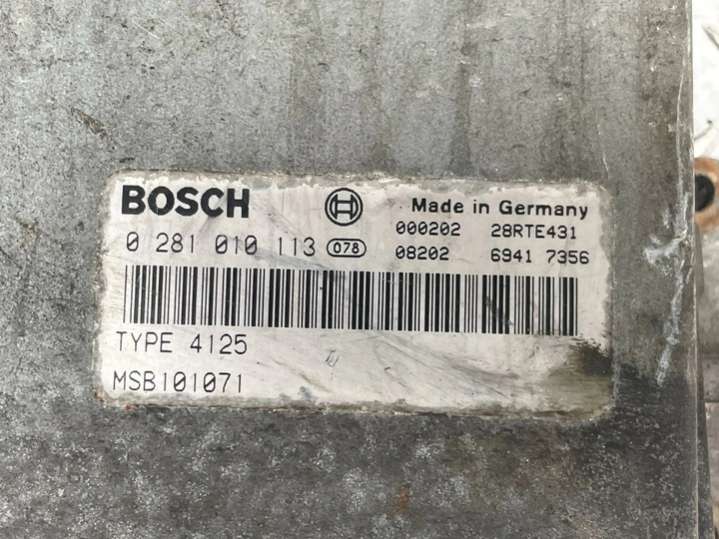 BOSCH Made in Germany
000202 28RTE431
0 281 010 113 078 08202 6941 7356
TYPE 4125
MSB101071